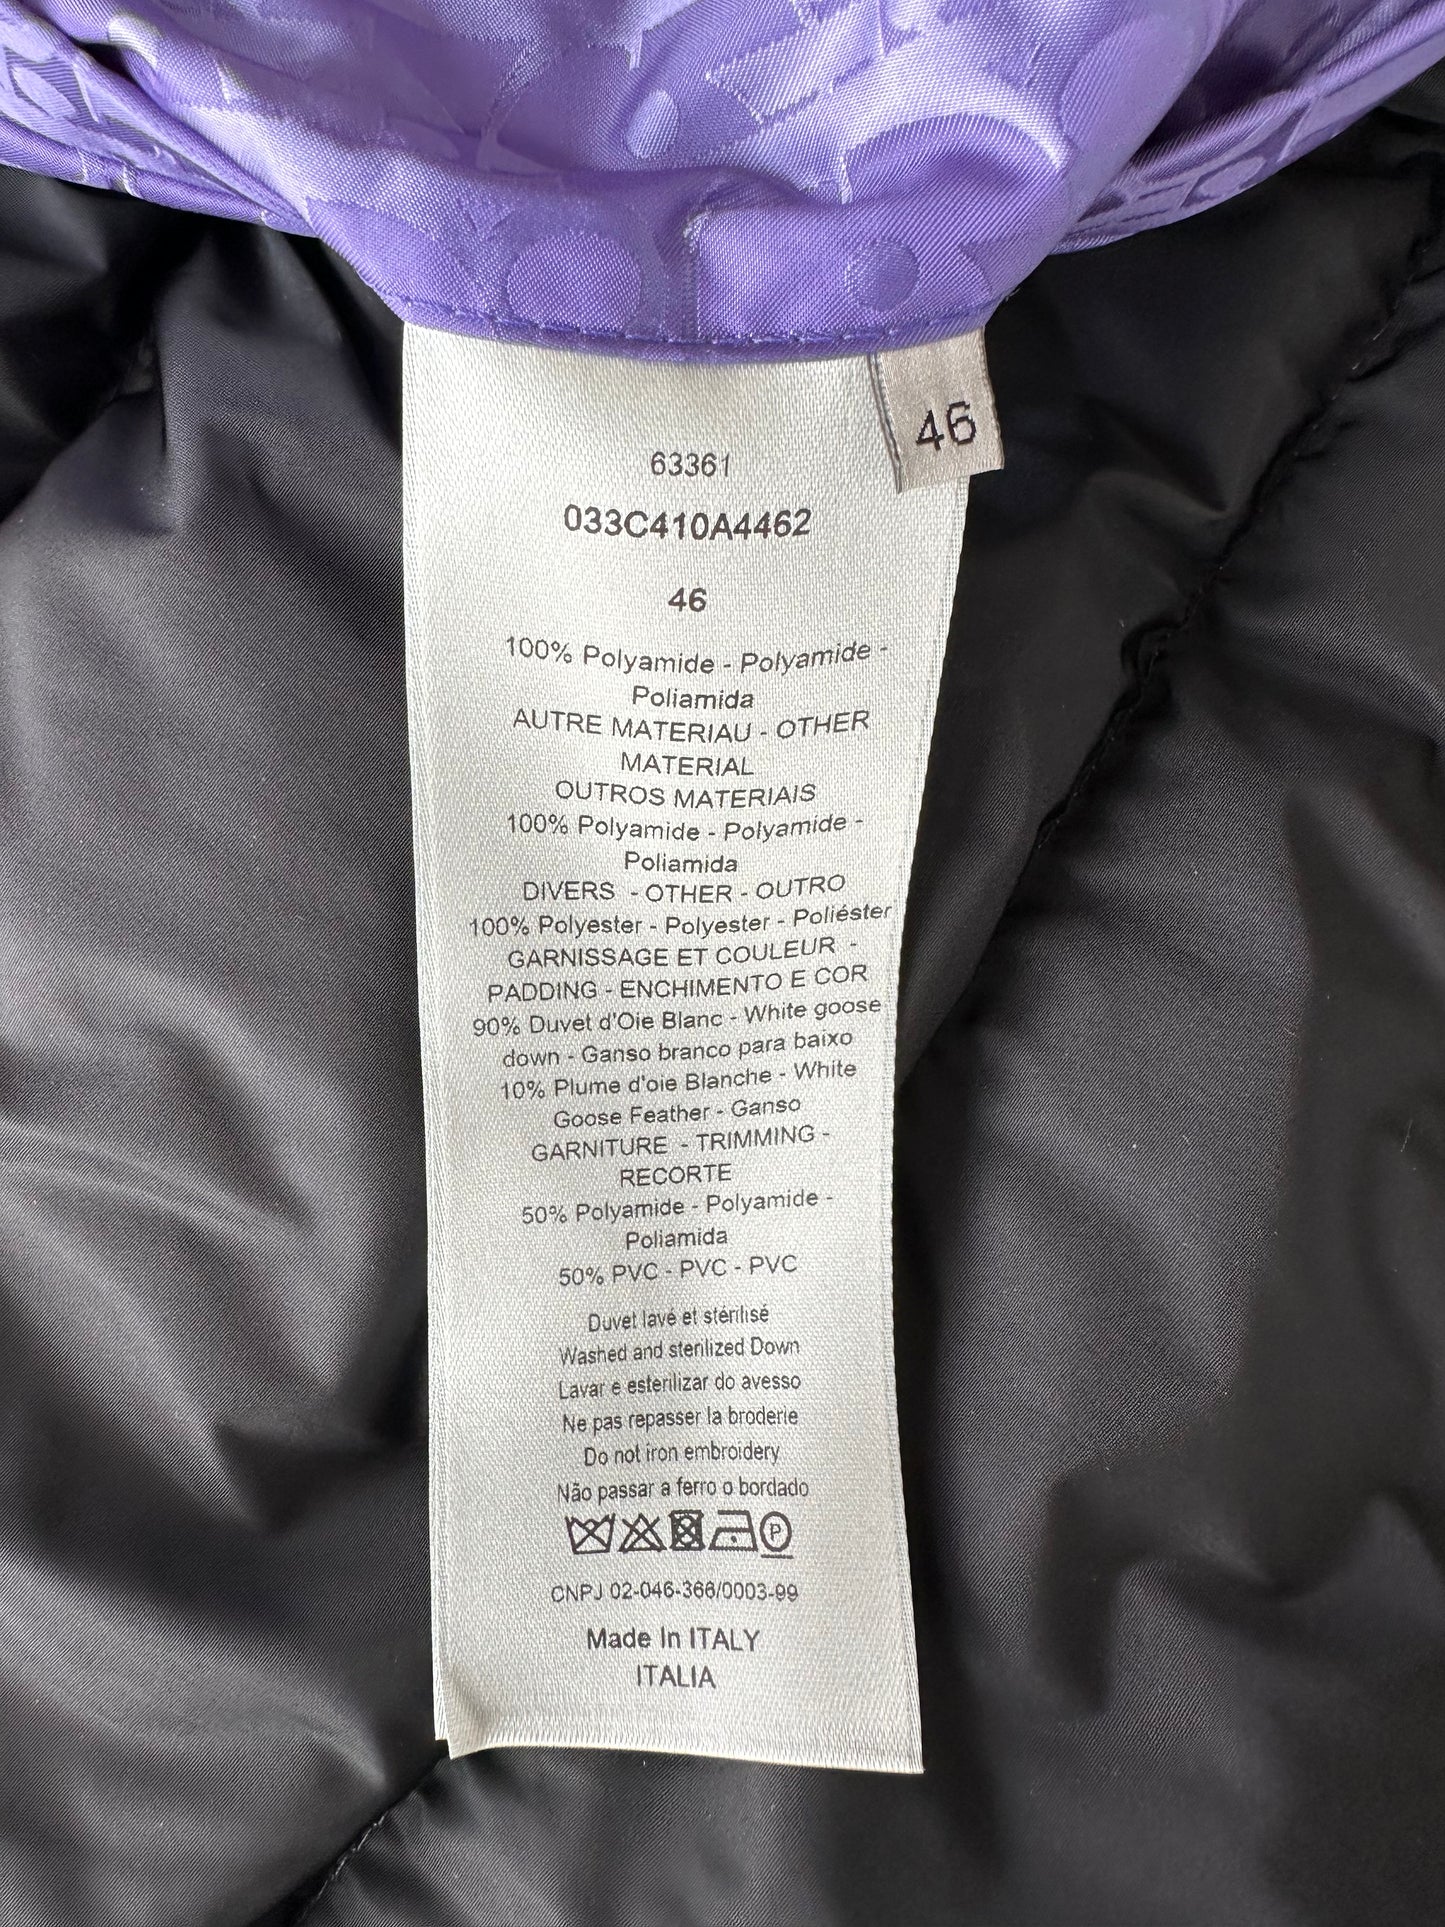 46
63361
033C410A4462
46
100% Polyamide - Polyamide -
Poliamida
AUTRE MATERIAU - OTHER
MATERIAL
OUTROS MATERIAIS
100% Polyamide - Polyamide -
Poliamida
DIVERS - OTHER - OUTRO
100% Polyester - Polyester - Poliéster
GARNISSAGE ET COULEUR -
PADDING - ENCHIMENTO E COR
90% Duvet d'Oie Blanc - White goose
down - Ganso branco para baixo
10% Plume d'oie Blanche - White
Goose Feather - Ganso
GARNITURE - TRIMMING -
RECORTE
50% Polyamide - Polyamide -
Poliamida
50% PVC - PVC - PVC
Duvet lavé et stérilisé
Washed and sterilized Down
Lavar e esterilizar do avesso
Ne pas repasser la broderie
Do not iron embroidery
Não passar a ferro o bordado
P
CNPJ 02-046-366/0003-99
Made In ITALY
ITALIA